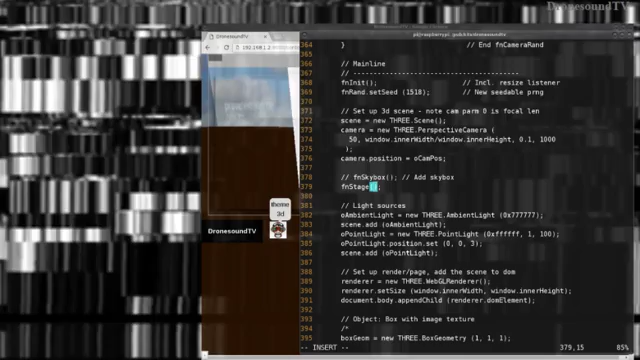 DronesoundTV
DronesoundTV
192.168.1.2
theme
3d
DronesoundTV
pi@raspberrypi:
364 } // End fnCameraRand
365
366 // Mainline
367 // ----------------------------------------
368 fnInit(); // Incl. resize listener
369 fnRand.setSeed (1518); // New seedable prng
370
371 // Set up 3d scene - note cam parm 0 is focal len
372 scene = new THREE.Scene();
373 camera = new THREE.PerspectiveCamera (
374 50, window.innerWidth/window.innerHeight, 0.1, 1000
375 );
376 camera.position = oCamPos;
377
378 // fnSkybox(); // Add skybox
379 fnStage();
380
381 // Light sources
382 oAmbientLight = new THREE.AmbientLight (0x777777);
383 scene.add (oAmbientLight);
384 oPointLight = new THREE.PointLight (0xffffff, 1, 100);
385 oPointLight.position.set (0, 0, 3);
386 scene.add (oPointLight);
387
388 // Set up render/page, add the scene to dom
389 renderer = new THREE.WebGLRenderer();
390 renderer.setSize (window.innerWidth, window.innerHeight);
391 document.body.appendChild (renderer.domElement);
392
393 // Object: Box with image texture
394 /*
395 boxGeom = new THREE.BoxGeometry (1, 1, 1);
-- INSERT -- 379,15 85%